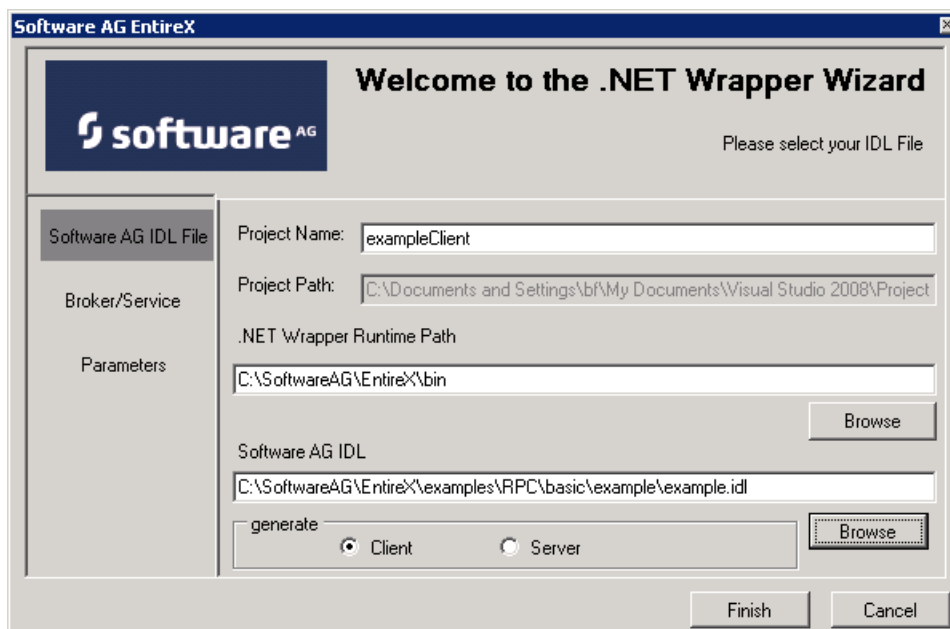 Software AG EntireX
software AG
Welcome to the .NET Wrapper Wizard
Please select your IDL File
Software AG IDL File
Broker/Service
Parameters
Project Name:
exampleClient
Project Path:
C:\Documents and Settings\bf\My Documents\Visual Studio 2008\Project
.NET Wrapper Runtime Path
C:\SoftwareAG\EntireX\bin
Browse
Software AG IDL
C:\SoftwareAG\EntireX\examples\RPC\basic\example\example.idl
generate
Client
Server
Browse
Finish
Cancel